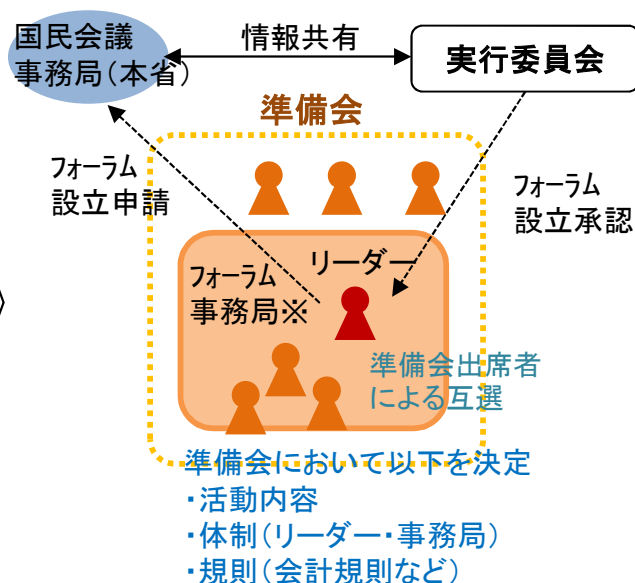 国民会議
事務局（本省）
情報共有
実行委員会
準備会
フォーラム
設立申請
フォーラム
設立承認
リーダー
フォーラム
事務局※
準備会出席者
による互選
準備会において以下を決定
・活動内容
・体制（リーダー・事務局）
・規則（会計規則など）
》